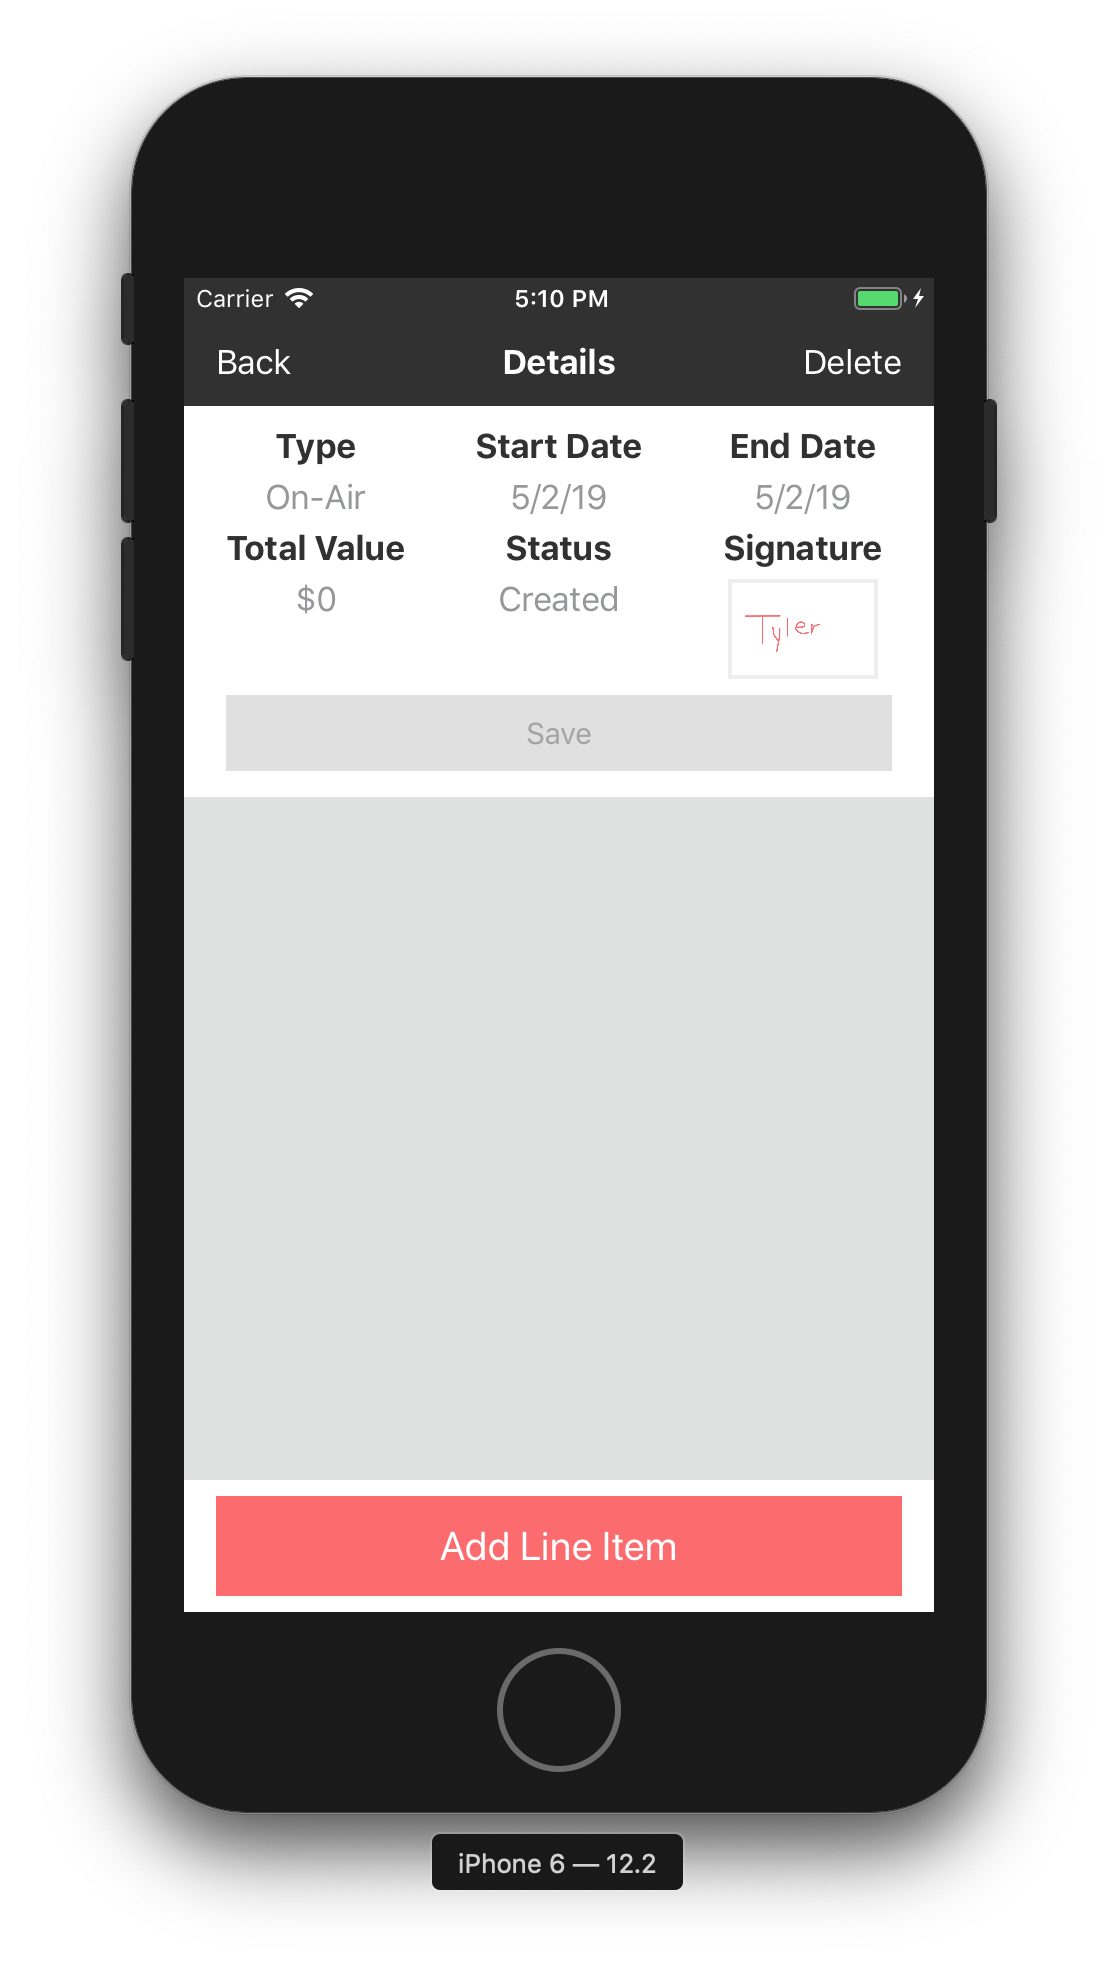 Carrier 5:10 PM
Back Details Delete
Type Start Date End Date
On-Air 5/2/19 5/2/19
Total Value Status Signature
$0 Created
Tyler
Save
Add Line Item
iPhone 6 — 12.2